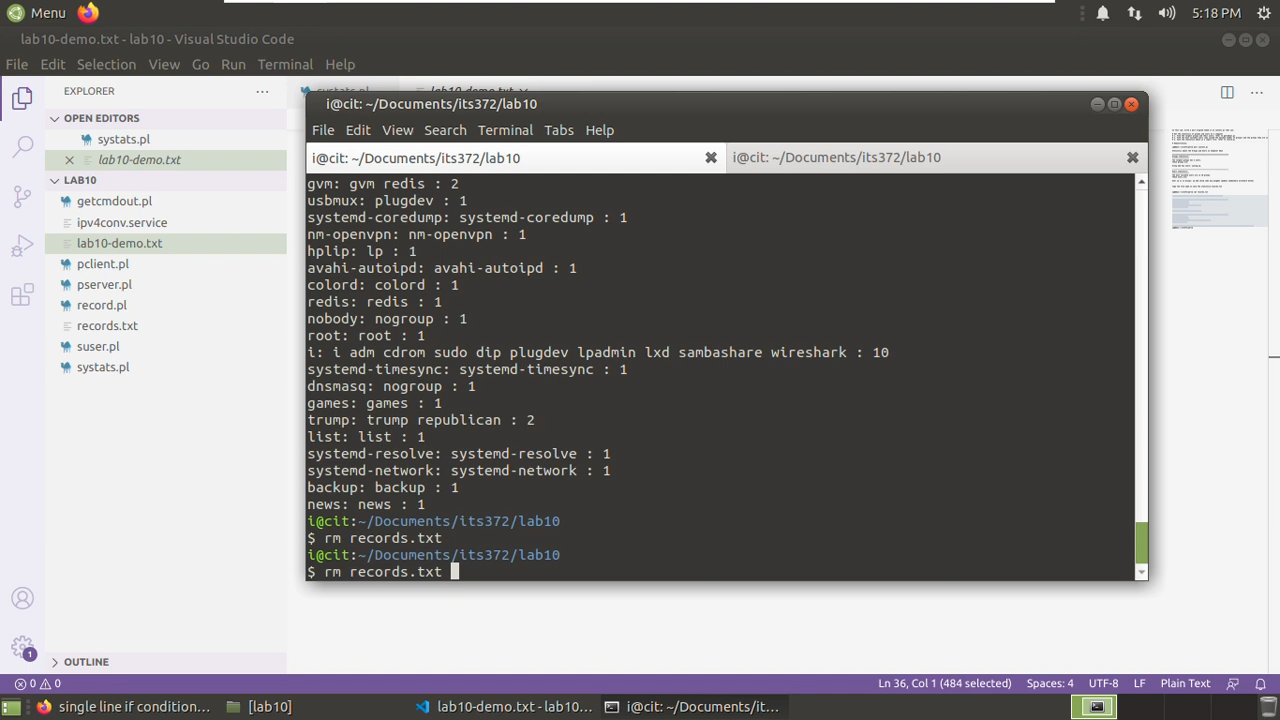 Menu
5:18 PM
lab10-demo.txt - lab10 - Visual Studio Code
File Edit Selection View Go Run Terminal Help
EXPLORER
OPEN EDITORS
systats.pl
lab10-demo.txt
LAB10
getcmdout.pl
ipv4conv.service
lab10-demo.txt
pclient.pl
pserver.pl
record.pl
records.txt
suser.pl
systats.pl
OUTLINE
i@cit: ~/Documents/its372/lab10
File Edit View Search Terminal Tabs Help
i@cit: ~/Documents/its372/lab10
i@cit: ~/Documents/its372/lab10
gvm: gvm redis : 2
usbmux: plugdev : 1
systemd-coredump: systemd-coredump : 1
nm-openvpn: nm-openvpn : 1
hplip: lp : 1
avahi-autoipd: avahi-autoipd : 1
colord: colord : 1
redis: redis : 1
nobody: nogroup : 1
root: root : 1
i: i adm cdrom sudo dip plugdev lpadmin lxd sambashare wireshark : 10
systemd-timesync: systemd-timesync : 1
dnsmasq: nogroup : 1
games: games : 1
trump: trump republican : 2
list: list : 1
systemd-resolve: systemd-resolve : 1
systemd-network: systemd-network : 1
backup: backup : 1
news: news : 1
i@cit:~/Documents/its372/lab10
$ rm records.txt
i@cit:~/Documents/its372/lab10
$ rm records.txt
1
0 0
Ln 36, Col 1 (484 selected) Spaces: 4 UTF-8 LF Plain Text
single line if condition...
[lab10]
lab10-demo.txt - lab10...
i@cit: ~/Documents/its37...